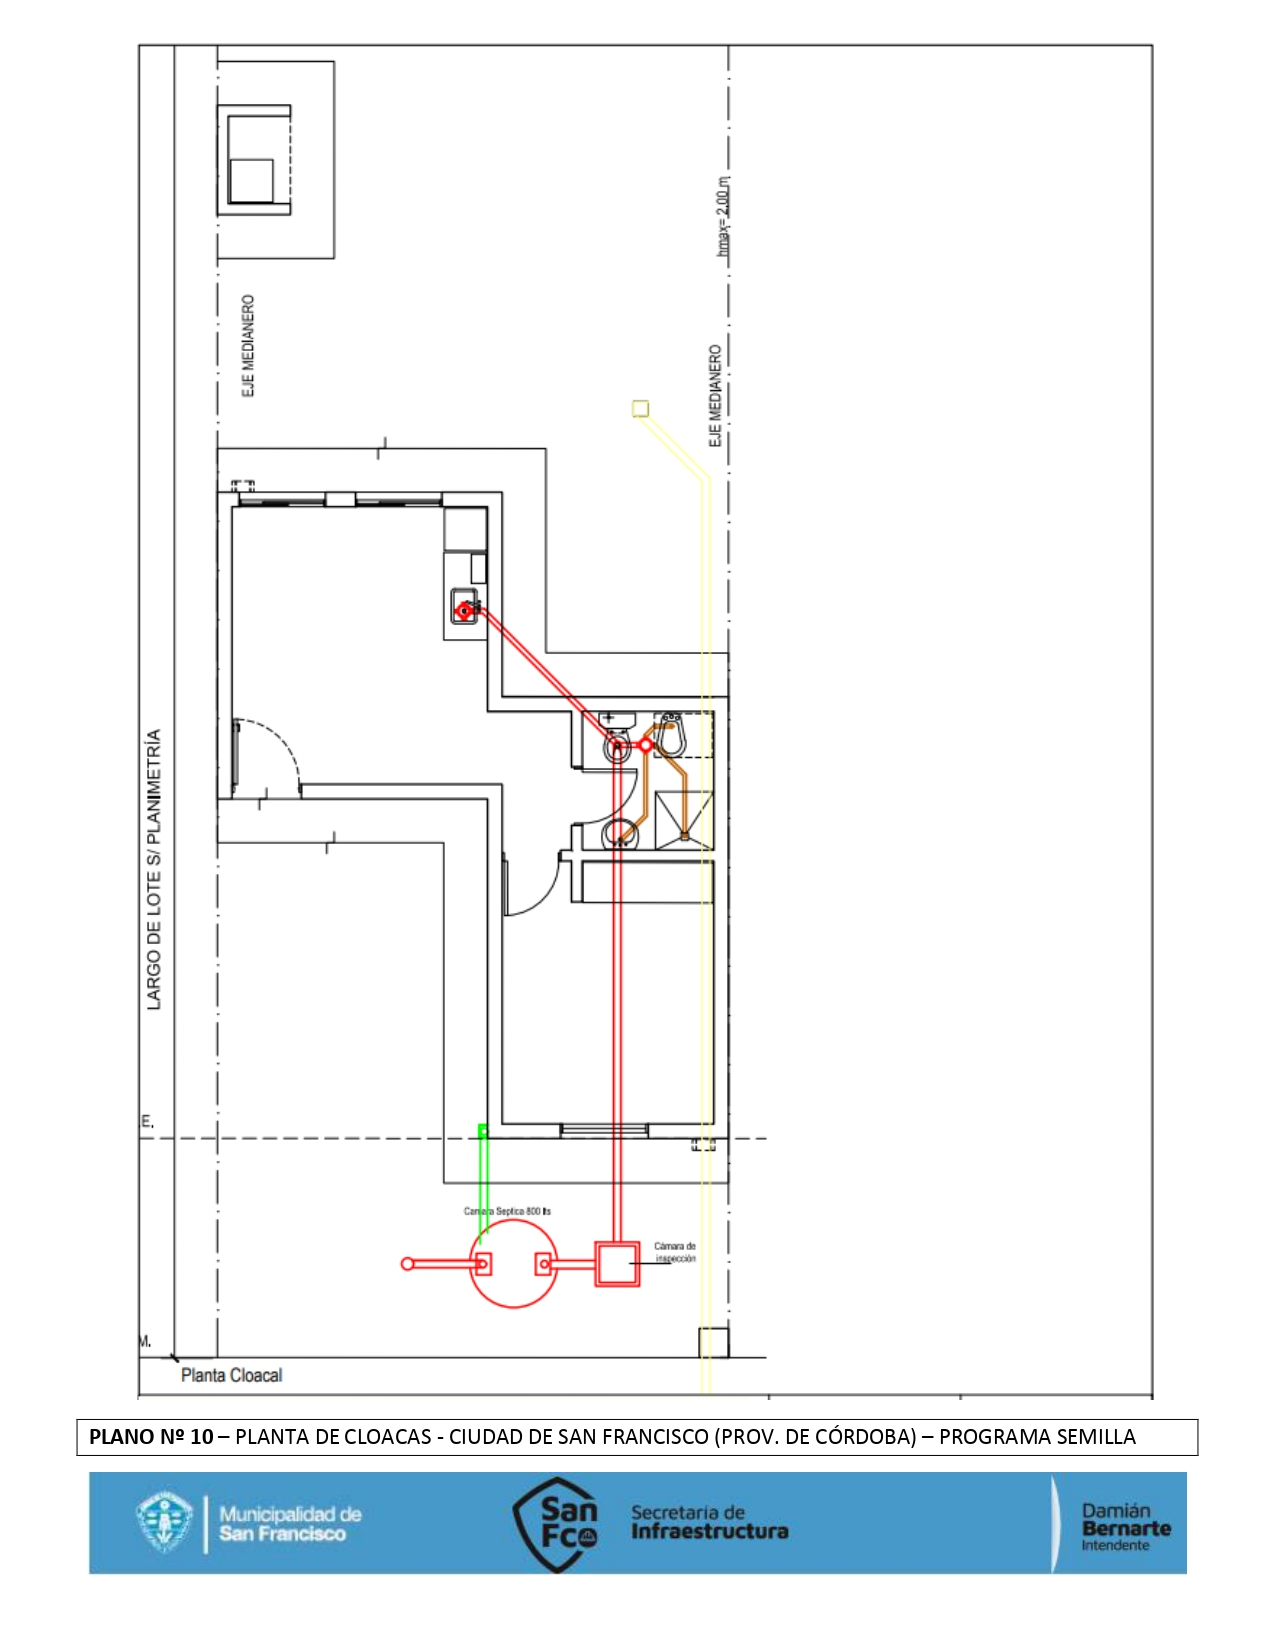 hmax= 2,00 m
EJE MEDIANERO
EJE MEDIANERO
LARGO DE LOTE S/ PLANIMETRÍA
E.
Camara Septica 800 lts
Cámara de
inspección
M.
Planta Cloacal
PLANO Nº 10 – PLANTA DE CLOACAS - CIUDAD DE SAN FRANCISCO (PROV. DE CÓRDOBA) – PROGRAMA SEMILLA
Municipalidad de
San Francisco
San
Fco
Secretaría de
Infraestructura
Damián
Bernarte
Intendente